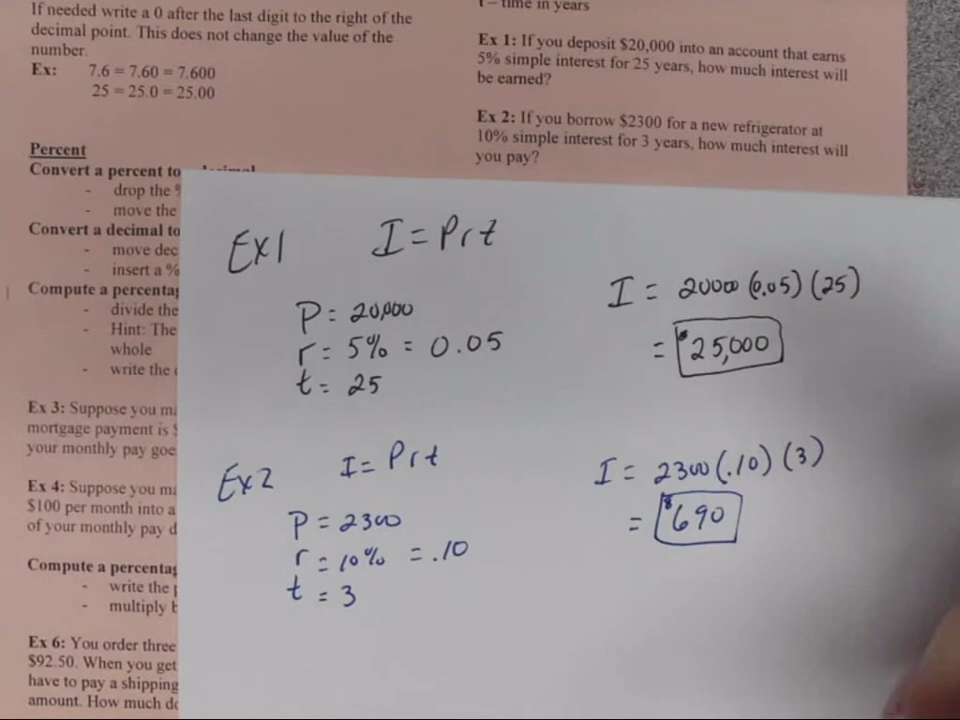 If needed write a 0 after the last digit to the right of the
decimal point. This does not change the value of the
number.
Ex: 7.6 = 7.60 = 7.600
25 = 25.0 = 25.00
Percent
Convert a percent to
- drop the %
- move the
Convert a decimal to
- move dec
- insert a %
Compute a percentag
- divide the
- Hint: The
whole
- write the
Ex 3: Suppose you ma
mortgage payment is $
your monthly pay goe
Ex 4: Suppose you ma
$100 per month into a
of your monthly pay d
Compute a percentag
- write the p
- multiply b
Ex 6: You order three
$92.50. When you get
have to pay a shipping
amount. How much do
t = time in years
Ex 1: If you deposit $20,000 into an account that earns
5% simple interest for 25 years, how much interest will
be earned?
Ex 2: If you borrow $2300 for a new refrigerator at
10% simple interest for 3 years, how much interest will
you pay?
Ex1 I = Prt
P = 20,000
r = 5% = 0.05
t = 25
I = 20000 (0.05) (25)
= $25,000
Ex2 I = Prt
P = 2300
r = 10% = .10
t = 3
I = 2300 (.10) (3)
= $690